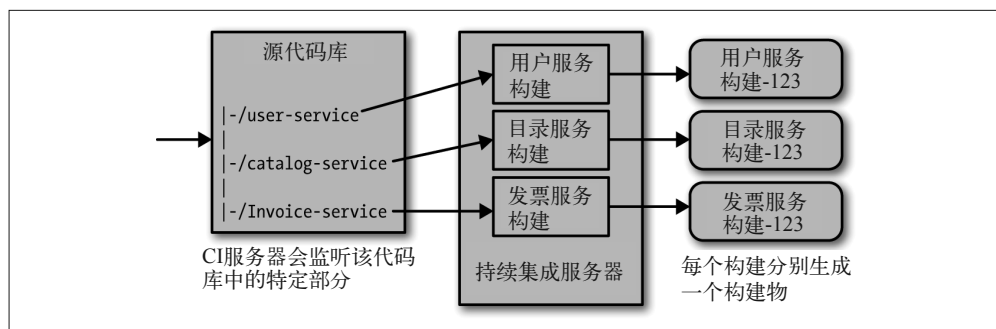 源代码库
|-/user-service
|
|-/catalog-service
|
|-/Invoice-service
CI服务器会监听该代码
库中的特定部分
用户服务
构建
目录服务
构建
发票服务
构建
持续集成服务器
用户服务
构建-123
目录服务
构建-123
发票服务
构建-123
每个构建分别生成
一个构建物